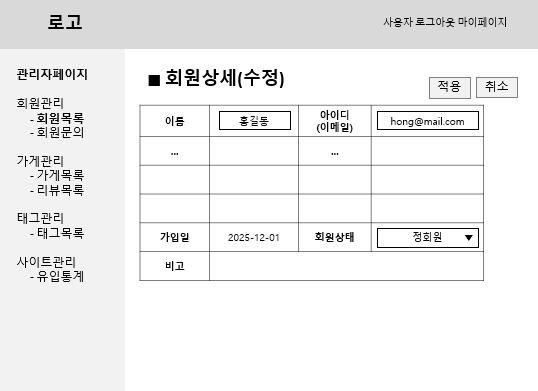 로고
사용자 로그아웃 마이페이지
관리자페이지
회원관리
- 회원목록
- 회원문의
가게관리
- 가게목록
- 리뷰목록
태그관리
- 태그목록
사이트관리
- 유입통계
■ 회원상세(수정)
적용 취소
이름 홍길동 아이디
(이메일) hong@mail.com
... ...
가입일 2025-12-01 회원상태 정회원 ▼
비고